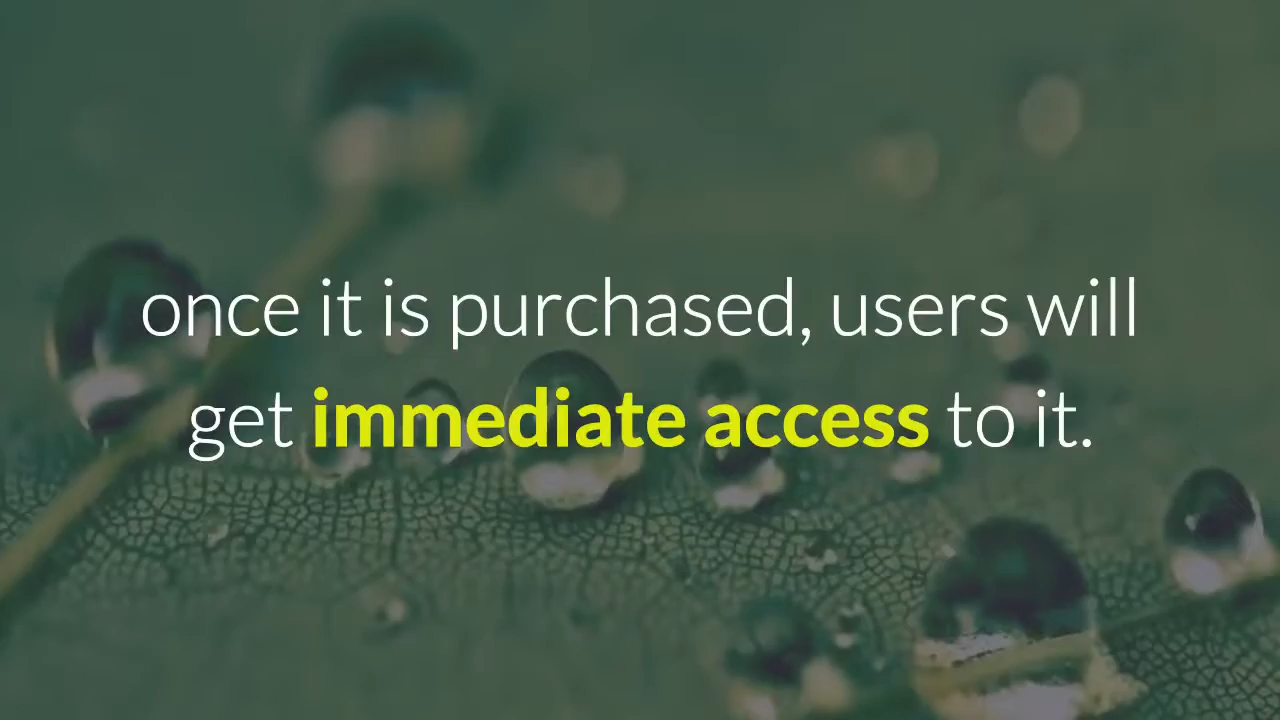 once it is purchased, users will
get immediate access to it.